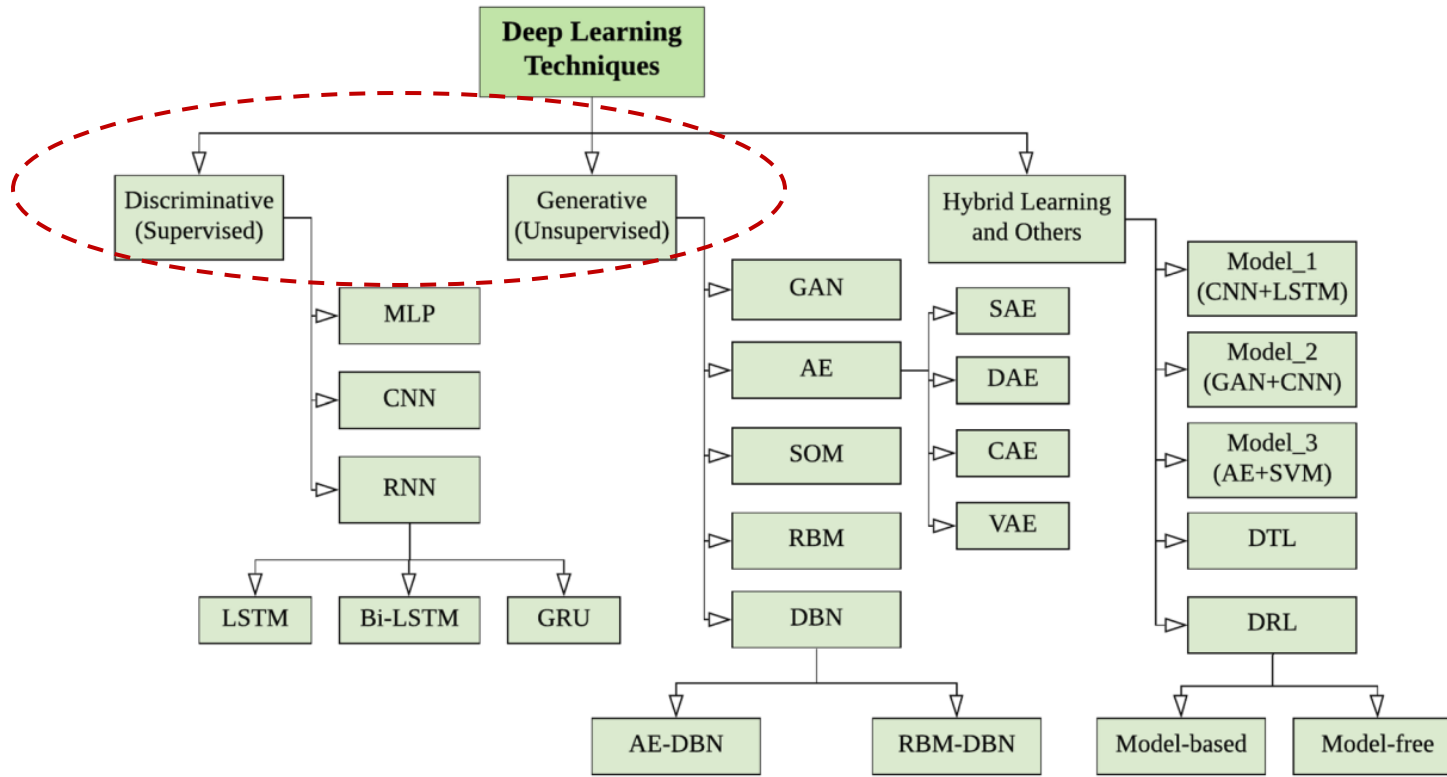 Deep Learning
Techniques
Discriminative
(Supervised)
Generative
(Unsupervised)
Hybrid Learning
and Others
MLP
CNN
RNN
LSTM
Bi-LSTM
GRU
GAN
AE
SOM
RBM
DBN
SAE
DAE
CAE
VAE
AE-DBN
RBM-DBN
Model_1
(CNN+LSTM)
Model_2
(GAN+CNN)
Model_3
(AE+SVM)
DTL
DRL
Model-based
Model-free